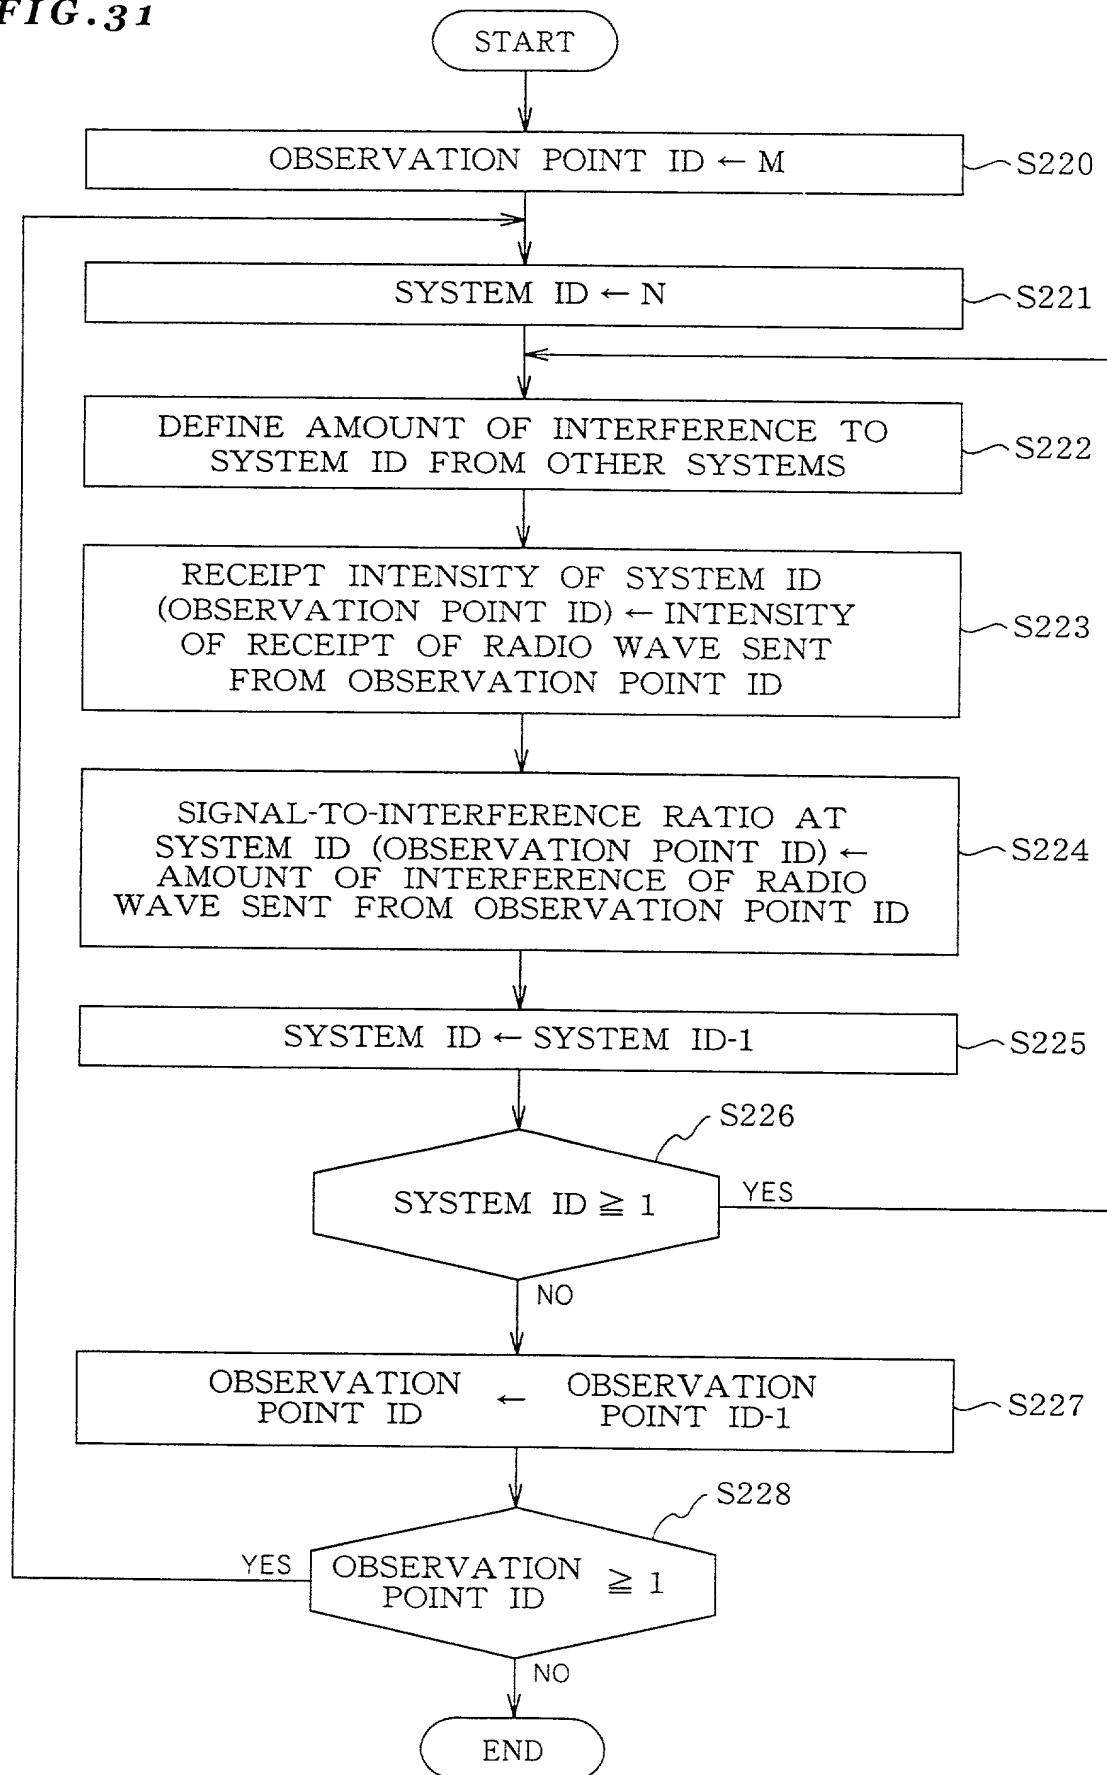 FIG.31
START
OBSERVATION POINT ID ← M
S220
SYSTEM ID ← N
S221
DEFINE AMOUNT OF INTERFERENCE TO
SYSTEM ID FROM OTHER SYSTEMS
S222
RECEIPT INTENSITY OF SYSTEM ID
(OBSERVATION POINT ID) ← INTENSITY
OF RECEIPT OF RADIO WAVE SENT
FROM OBSERVATION POINT ID
S223
SIGNAL-TO-INTERFERENCE RATIO AT
SYSTEM ID (OBSERVATION POINT ID) ←
AMOUNT OF INTERFERENCE OF RADIO
WAVE SENT FROM OBSERVATION POINT ID
S224
SYSTEM ID ← SYSTEM ID-1
S225
S226
SYSTEM ID ≧ 1
YES
NO
OBSERVATION POINT ID ← OBSERVATION POINT ID-1
S227
S228
YES
OBSERVATION POINT ID ≧ 1
NO
END